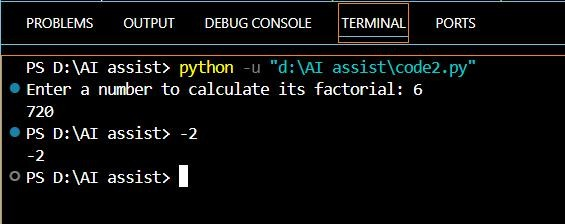 PROBLEMS OUTPUT DEBUG CONSOLE TERMINAL PORTS
PS D:\AI assist> python -u "d:\AI assist\code2.py"
Enter a number to calculate its factorial: 6
720
PS D:\AI assist> -2
-2
PS D:\AI assist>